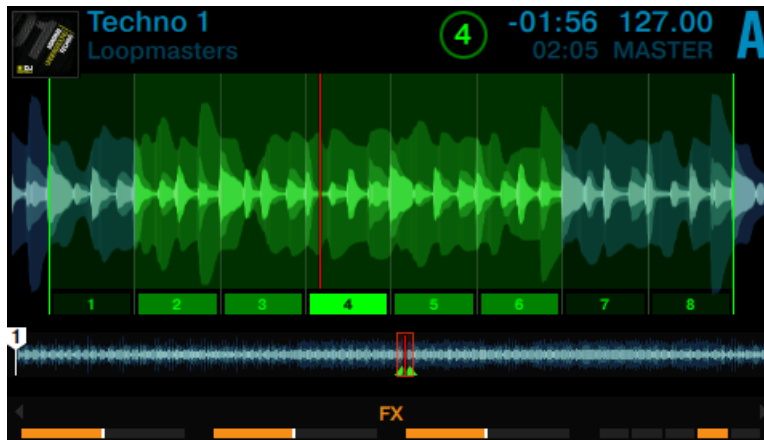 Techno 1
Loopmasters
4
-01:56 127.00
02:05 MASTER
A
1 2 3 4 5 6 7 8
1
FX